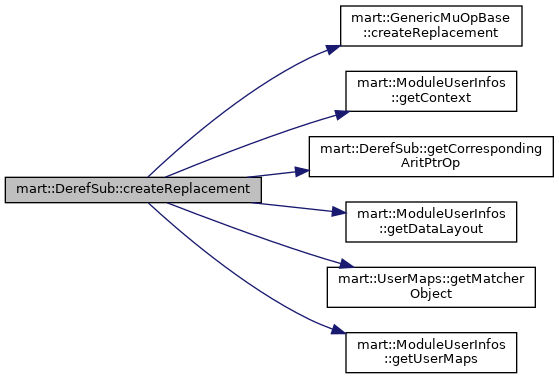 mart::GenericMuOpBase
::createReplacement
mart::ModuleUserInfos
::getContext
mart::DerefSub::getCorresponding
AritPtrOp
mart::DerefSub::createReplacement
mart::ModuleUserInfos
::getDataLayout
mart::UserMaps::getMatcher
Object
mart::ModuleUserInfos
::getUserMaps